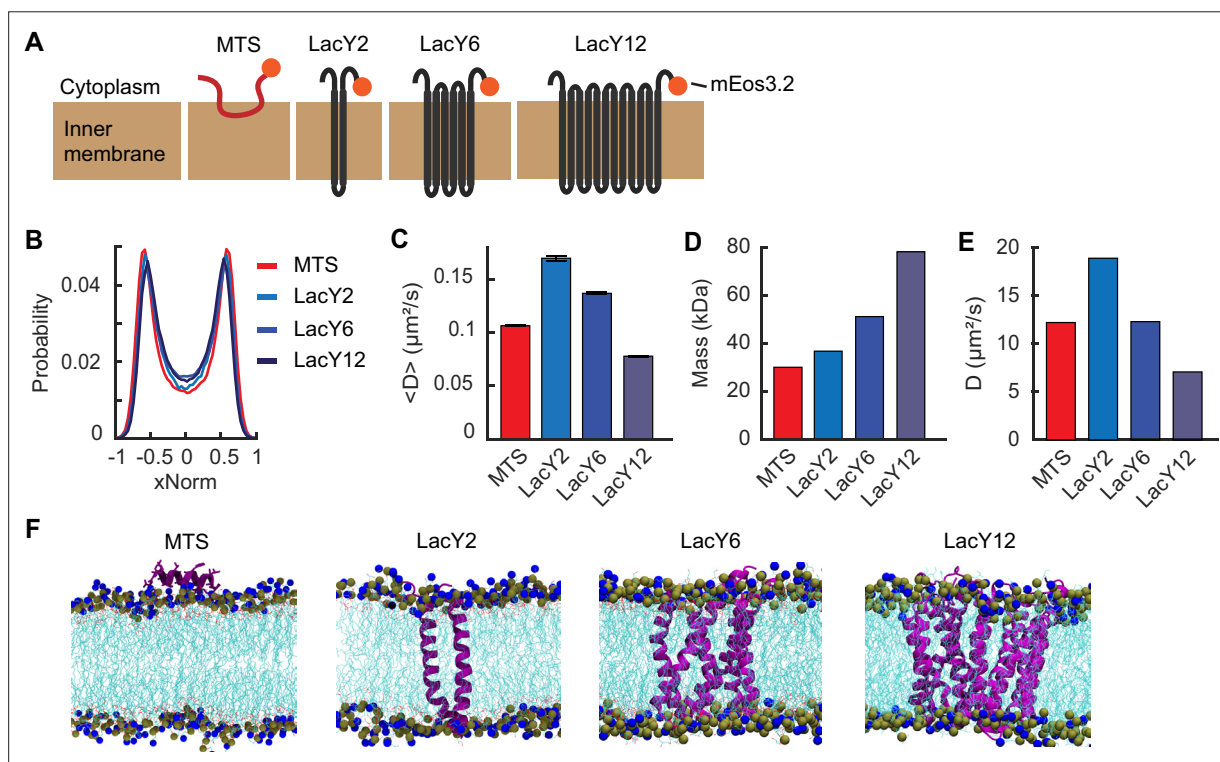 A
MTS
LacY2
LacY6
LacY12
Cytoplasm
mEos3.2
Inner
membrane
B
0.04
0.02
0
Probability
-1 -0.5 0 0.5 1
xNorm
MTS
LacY2
LacY6
LacY12
C
0.15
0.1
0.05
0
<D> (µm²/s)
MTS
LacY2
LacY6
LacY12
D
80
60
40
20
0
Mass (kDa)
MTS
LacY2
LacY6
LacY12
E
20
15
10
5
0
D (µm²/s)
MTS
LacY2
LacY6
LacY12
F
MTS
LacY2
LacY6
LacY12